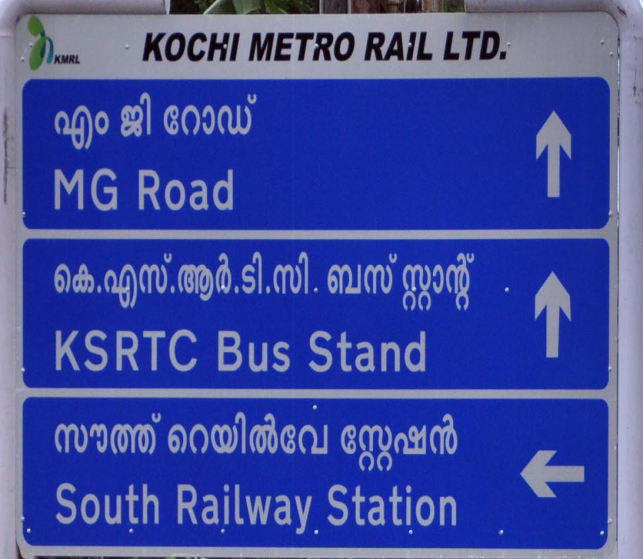 KMRL
KOCHI METRO RAIL LTD.
എം ജി റോഡ്
MG Road
കെ.എസ്.ആർ.ടി.സി. ബസ് സ്റ്റാന്റ്
KSRTC Bus Stand
സൗത്ത് റെയിൽവേ സ്റ്റേഷൻ
South Railway Station